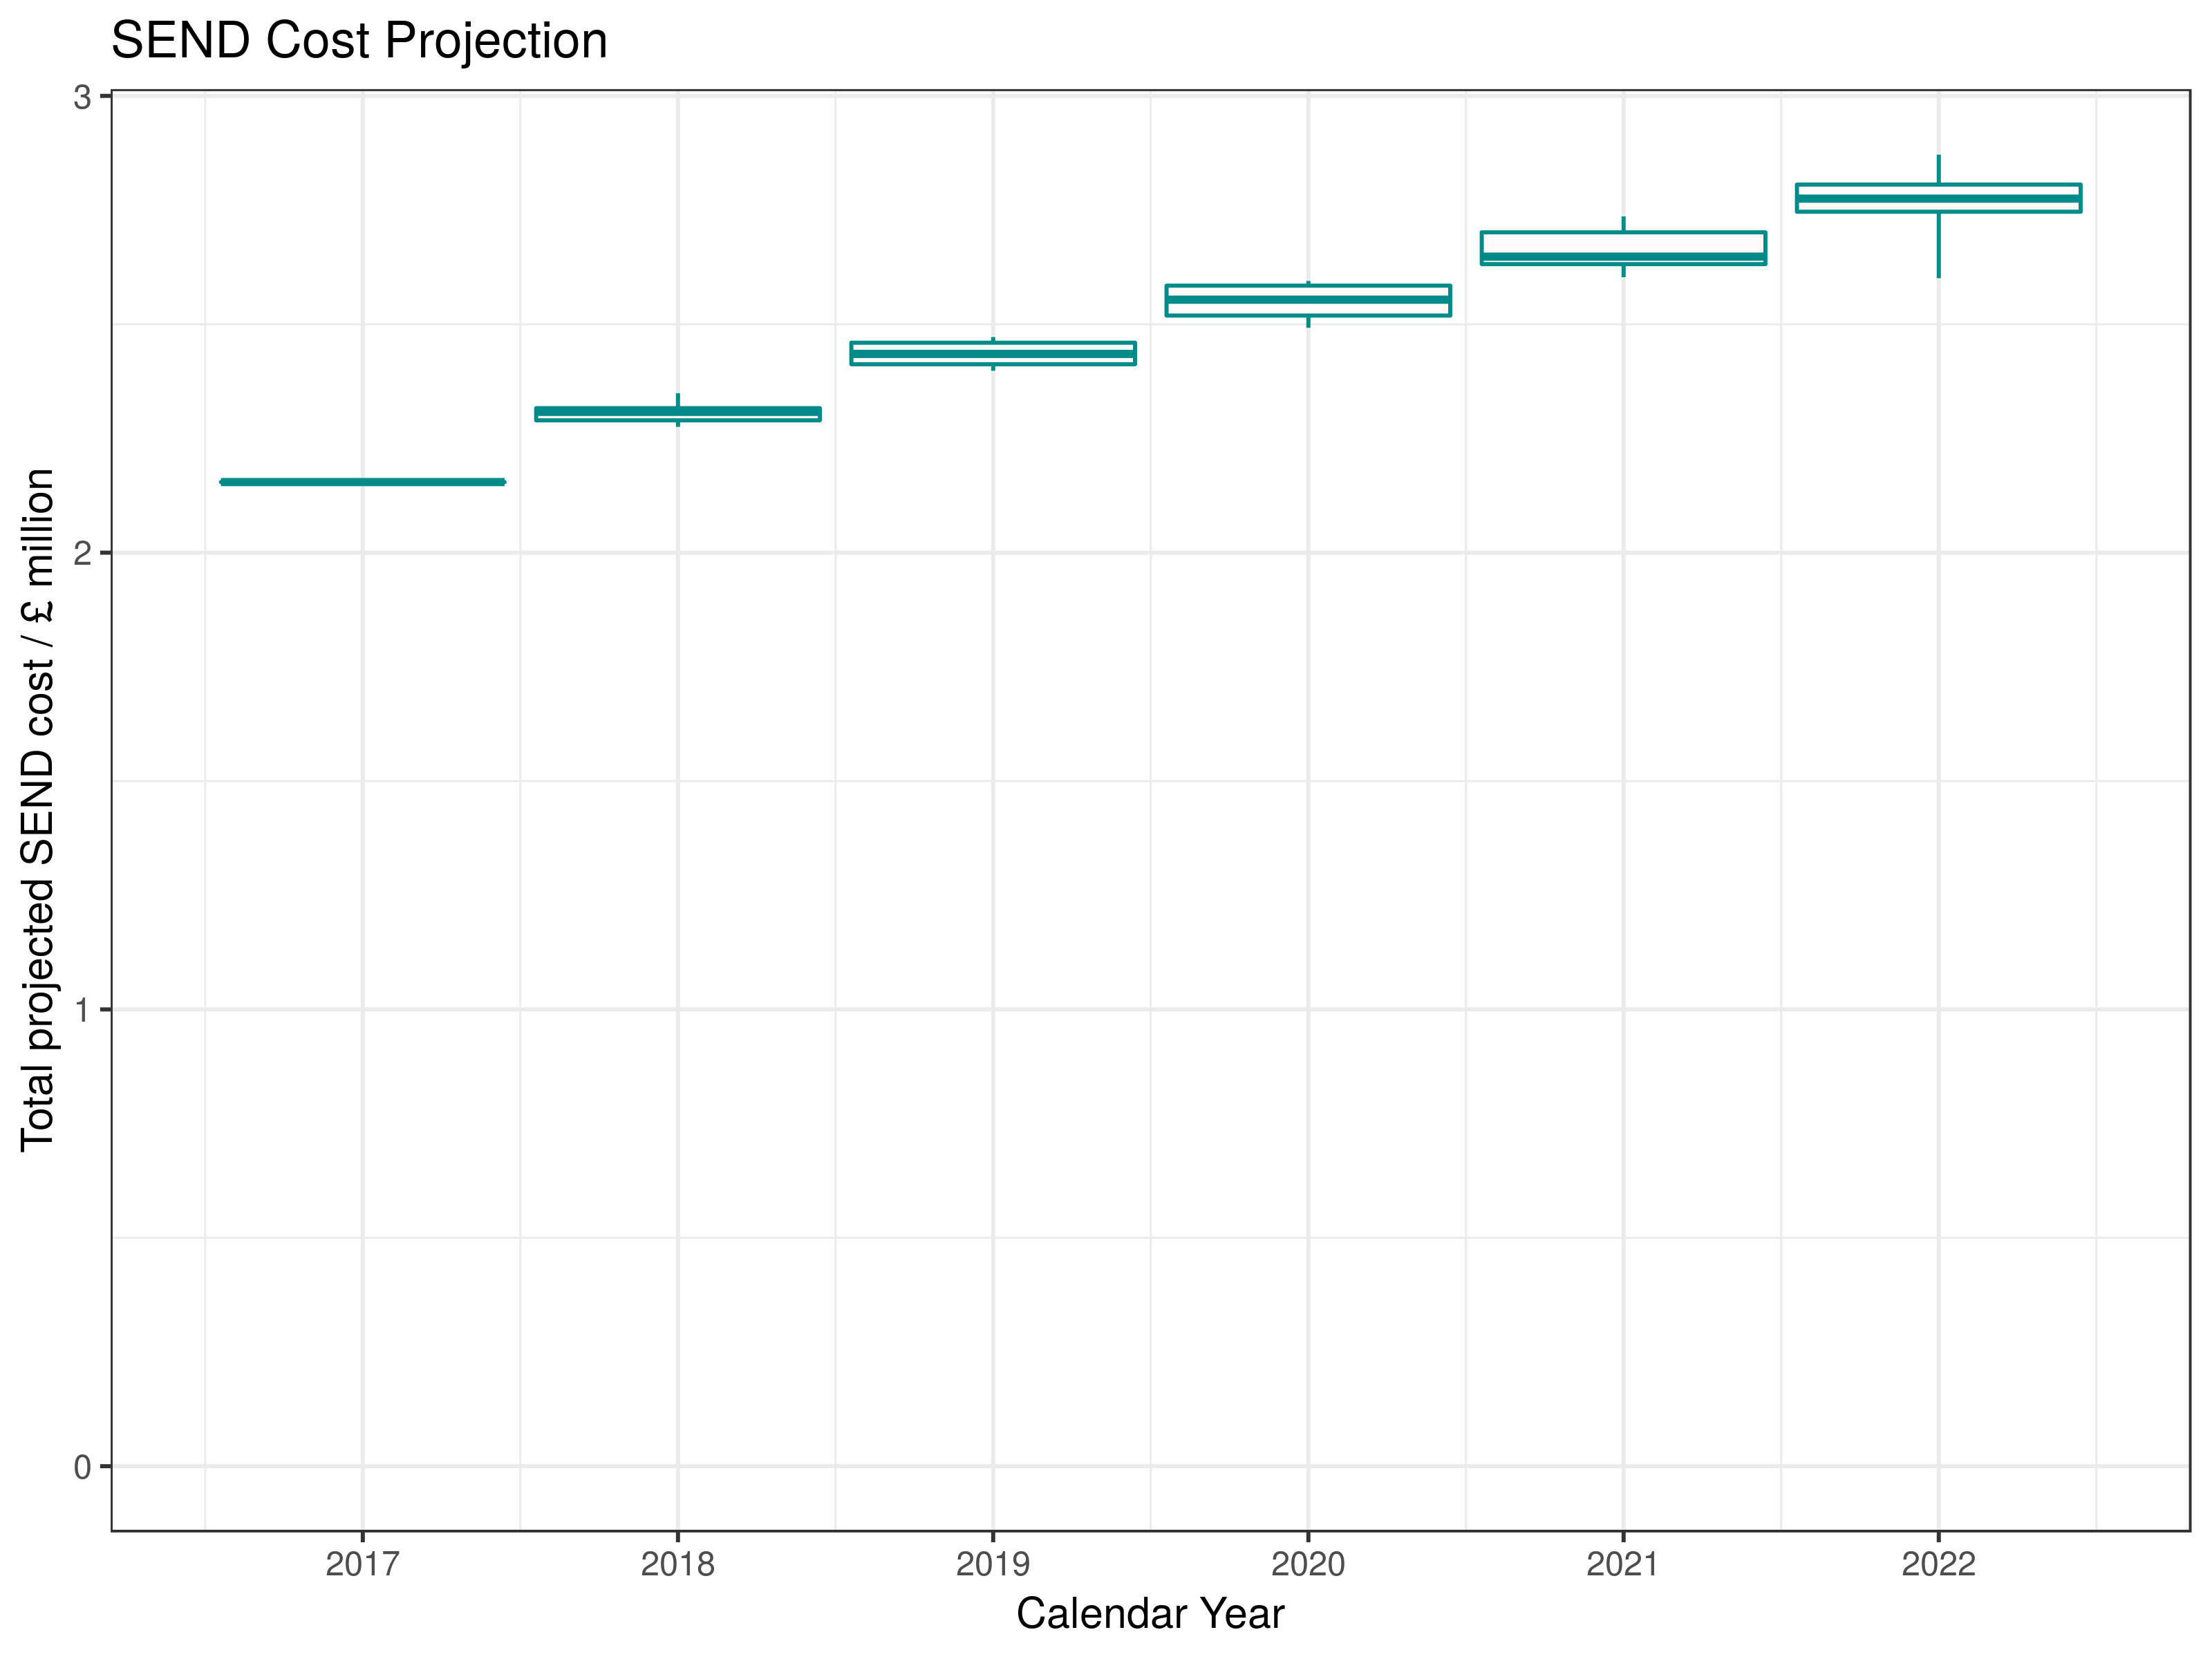 SEND Cost Projection
Total projected SEND cost / £ million
3
2
1
0
2017 2018 2019 2020 2021 2022
Calendar Year